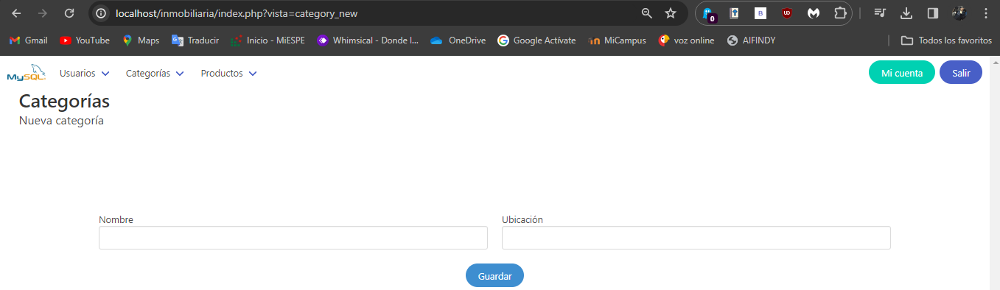 localhost/inmobiliaria/index.php?vista=category_new
0
B
Gmail YouTube Maps Traducir Inicio - MiESPE Whimsical - Donde l... OneDrive Google Actívate MiCampus voz online AIFINDY Todos los favoritos
MySQL Usuarios Categorías Productos Mi cuenta Salir
Categorías
Nueva categoría
Nombre Ubicación
Guardar